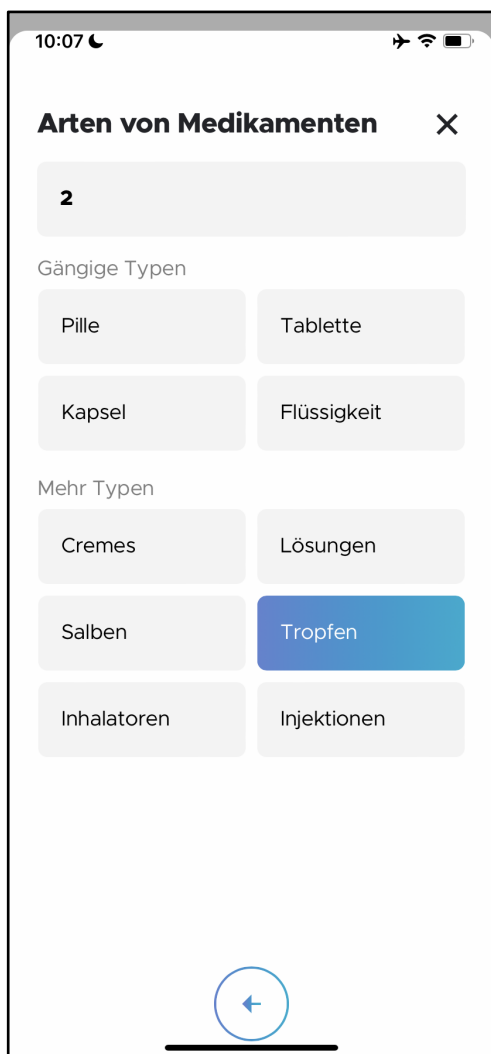 10:07
Arten von Medikamenten
2
Gängige Typen
Pille
Tablette
Kapsel
Flüssigkeit
Mehr Typen
Cremes
Lösungen
Salben
Tropfen
Inhalatoren
Injektionen